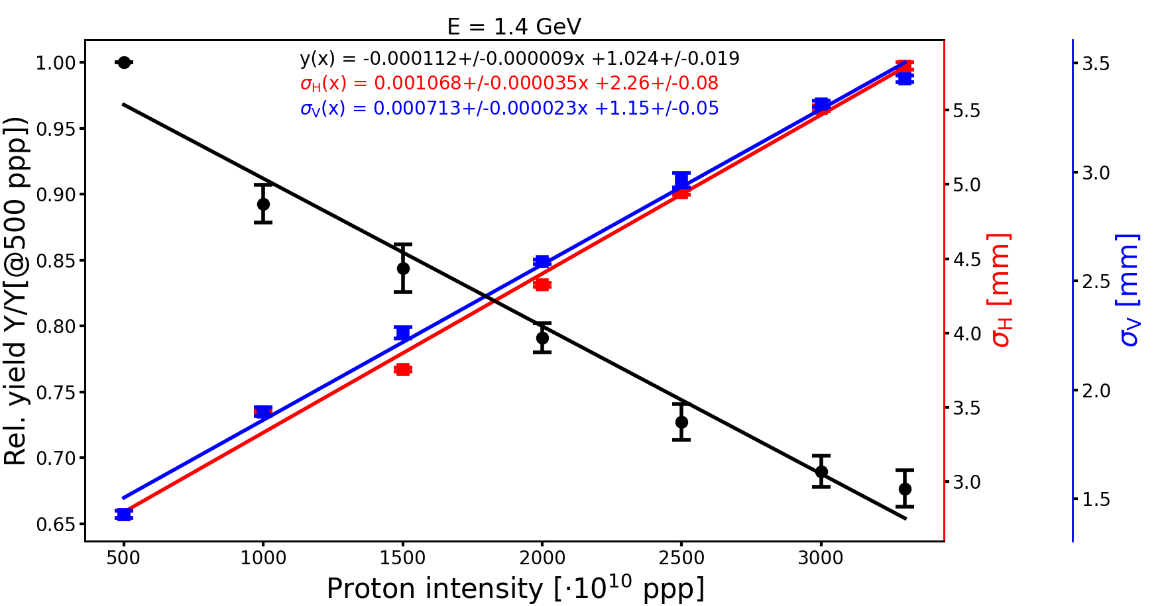 E = 1.4 GeV
y(x) = -0.000112+/-0.000009x +1.024+/-0.019
σH(x) = 0.001068+/-0.000035x +2.26+/-0.08
σV(x) = 0.000713+/-0.000023x +1.15+/-0.05
Rel. yield Y/Y[@500 ppp])
1.00
0.95
0.90
0.85
0.80
0.75
0.70
0.65
500 1000 1500 2000 2500 3000
Proton intensity [·10¹⁰ ppp]
5.5
5.0
4.5
4.0
3.5
3.0
σH [mm]
3.5
3.0
2.5
2.0
1.5
σV [mm]